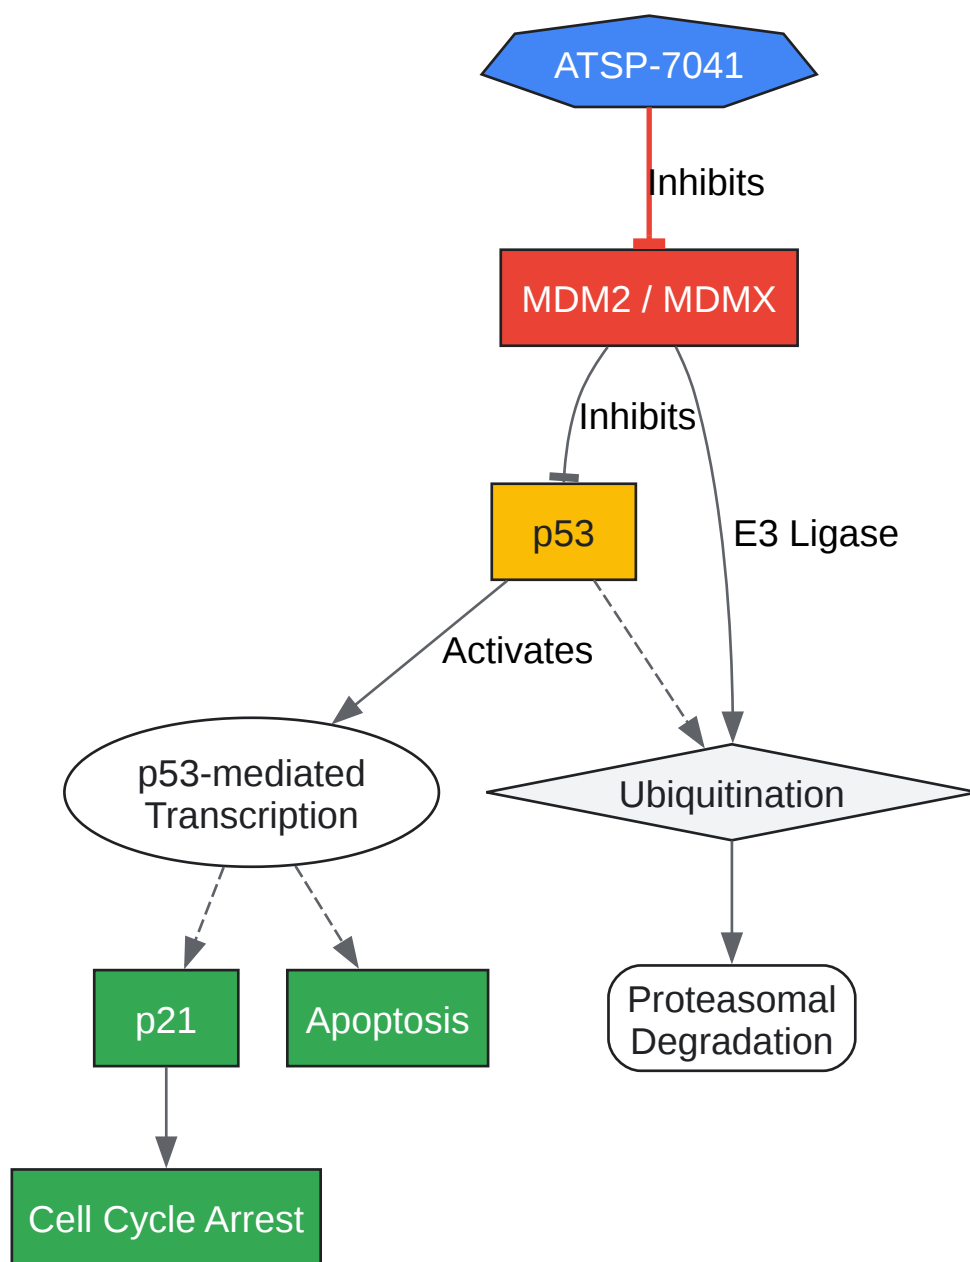 ATSP-7041
Inhibits
MDM2 / MDMX
Inhibits
p53
E3 Ligase
Activates
p53-mediated
Transcription
Ubiquitination
p21
Apoptosis
Proteasomal
Degradation
Cell Cycle Arrest